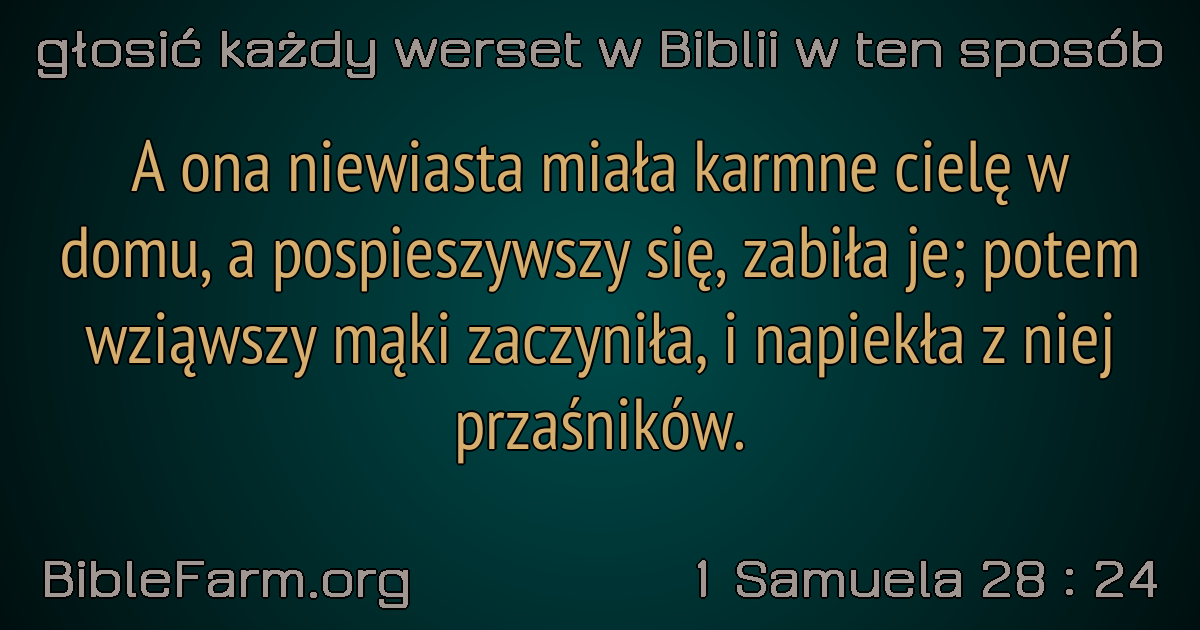 głosić każdy werset w Biblii w ten sposób
A ona niewiasta miała karmne cielę w
domu, a pospieszywszy się, zabiła je; potem
wziąwszy mąki zaczyniła, i napiekła z niej
przaśników.
BibleFarm.org
1 Samuela 28 : 24